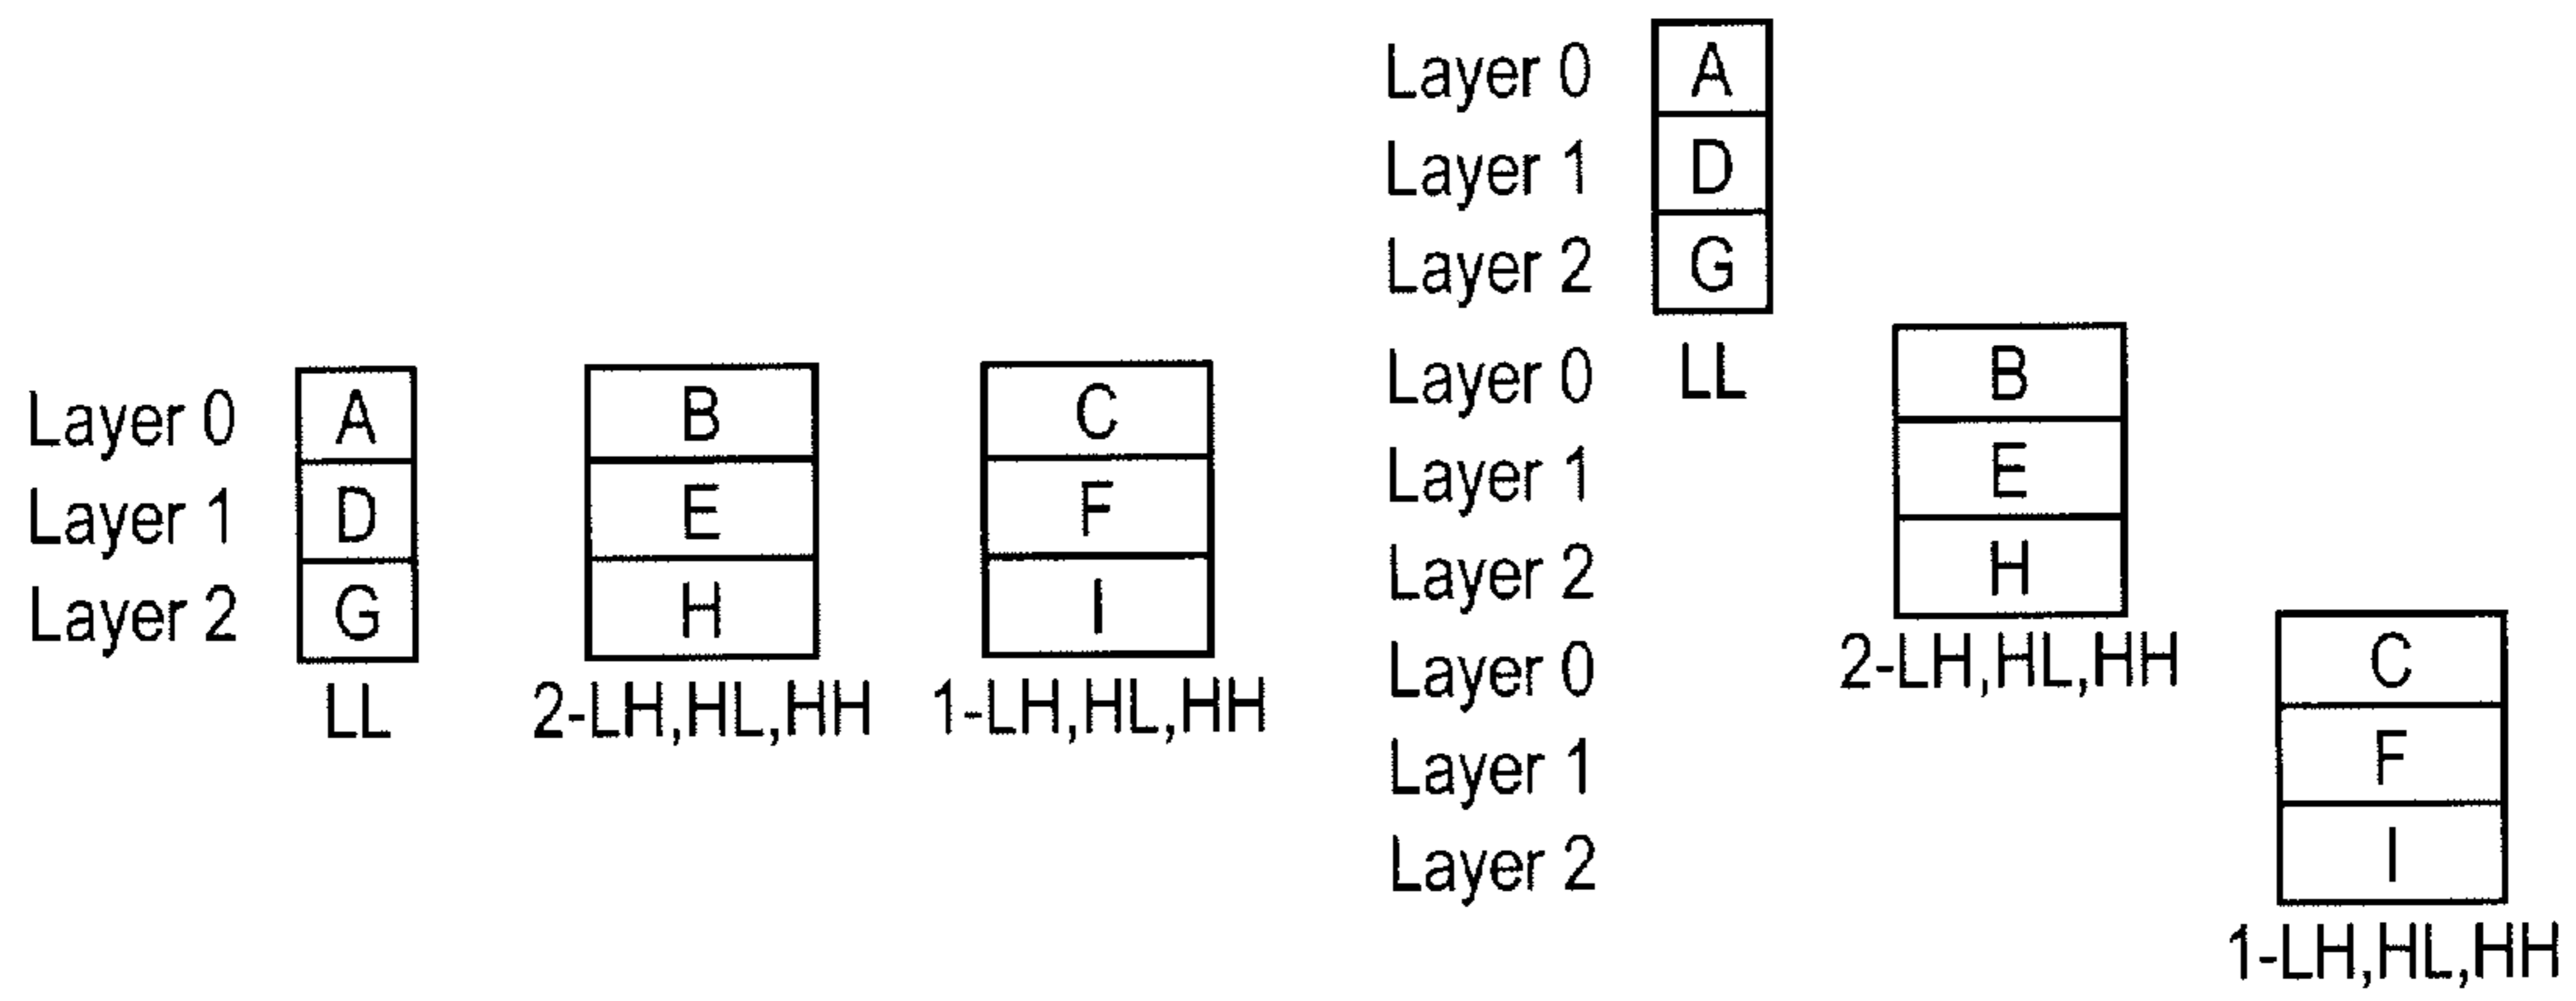 Layer 0 A B C
Layer 1 D E F
Layer 2 G H I
LL 2-LH,HL,HH 1-LH,HL,HH
Layer 0 A
Layer 1 D
Layer 2 G
LL
Layer 0 B
Layer 1 E
Layer 2 H
2-LH,HL,HH
Layer 0 C
Layer 1 F
Layer 2 I
1-LH,HL,HH